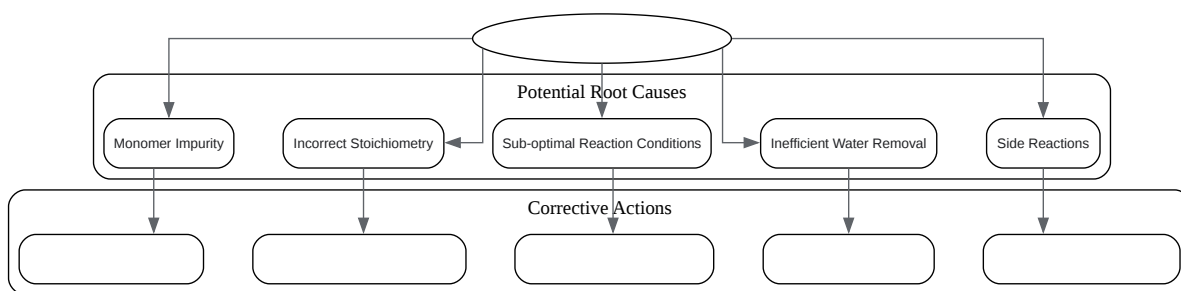 Potential Root Causes
Monomer Impurity
Incorrect Stoichiometry
Sub-optimal Reaction Conditions
Inefficient Water Removal
Side Reactions
Corrective Actions